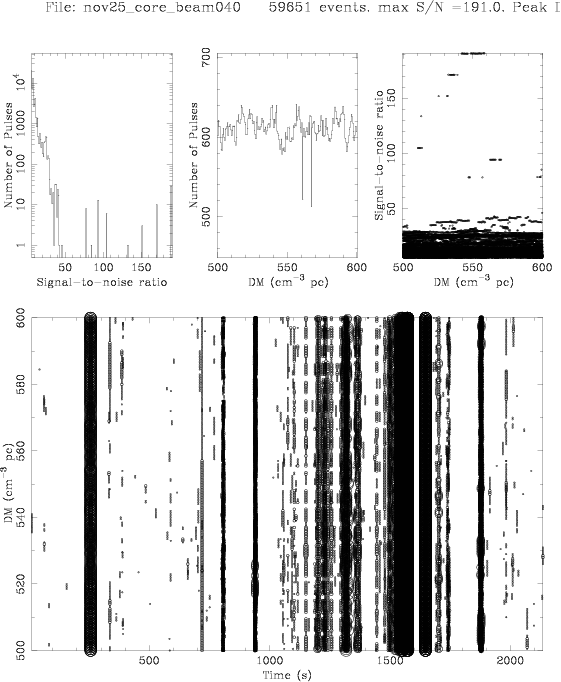 File: nov25_core_beam040 59651 events. max S/N =191.0. Peak
Number of Pulses
10⁴
1000
100
10
1
50 100 150
Signal-to-noise ratio
Number of Pulses
700
600
500
500 550 600
DM (cm⁻³ pc)
Signal-to-noise ratio
150
100
50
500 550 600
DM (cm⁻³ pc)
DM (cm⁻³ pc)
600
580
560
540
520
500
500 1000 1500 2000
Time (s)